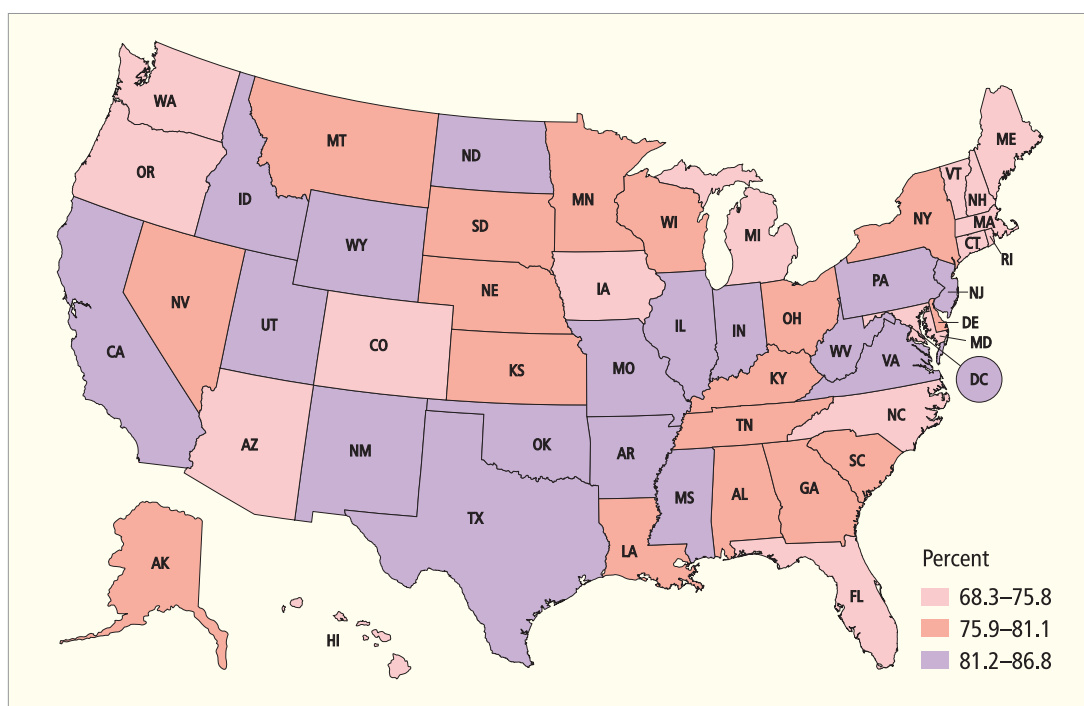 WA
MT
ND
ME
OR
MN
VT
NH
ID
SD
WI
NY
MA
MI
CT
RI
WY
NE
IA
PA
NJ
NV
UT
IL
IN
OH
DE
MD
CA
CO
KS
MO
WV
VA
DC
KY
NC
AZ
NM
OK
AR
TN
SC
MS
AL
GA
TX
LA
AK
FL
HI
Percent
68.3–75.8
75.9–81.1
81.2–86.8